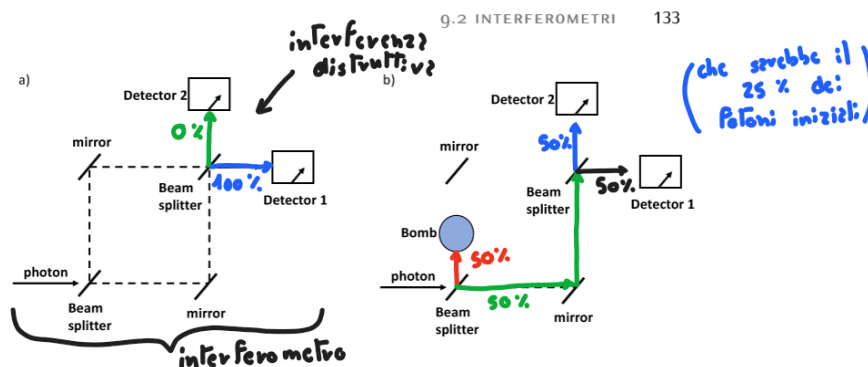 9.2 INTERFEROMETRI 133
interferenza
distruttiva
a)
Detector 2
0%
mirror
100%
Beam
splitter
Detector 1
photon
Beam
splitter
mirror
interferometro
b)
(che sarebbe il
25% dei
fotoni iniziali)
Detector 2
mirror
50%
50%
Beam
splitter
Detector 1
Bomb
50%
photon
50%
Beam
splitter
mirror